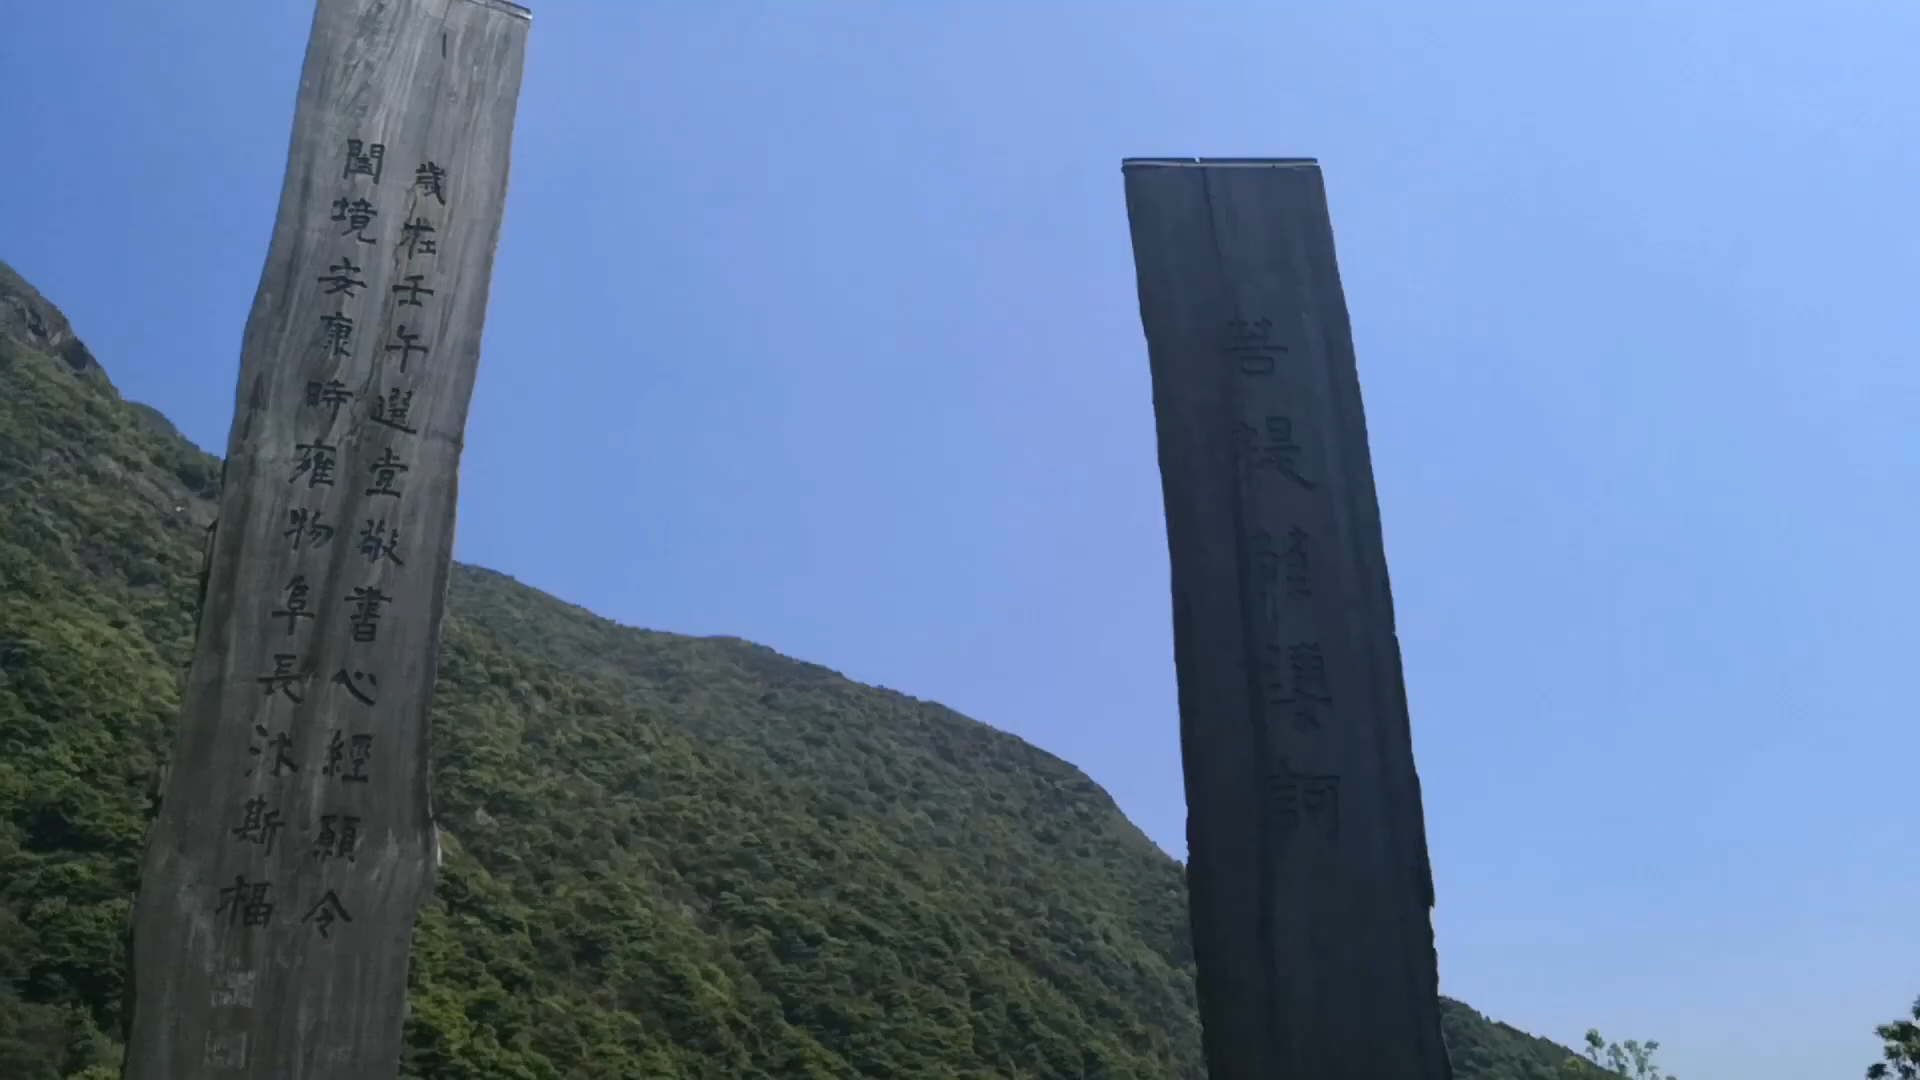 菩提薩婆訶
歲在壬午選堂敬書心經願令
闔境安康時雍物阜長沐斯福